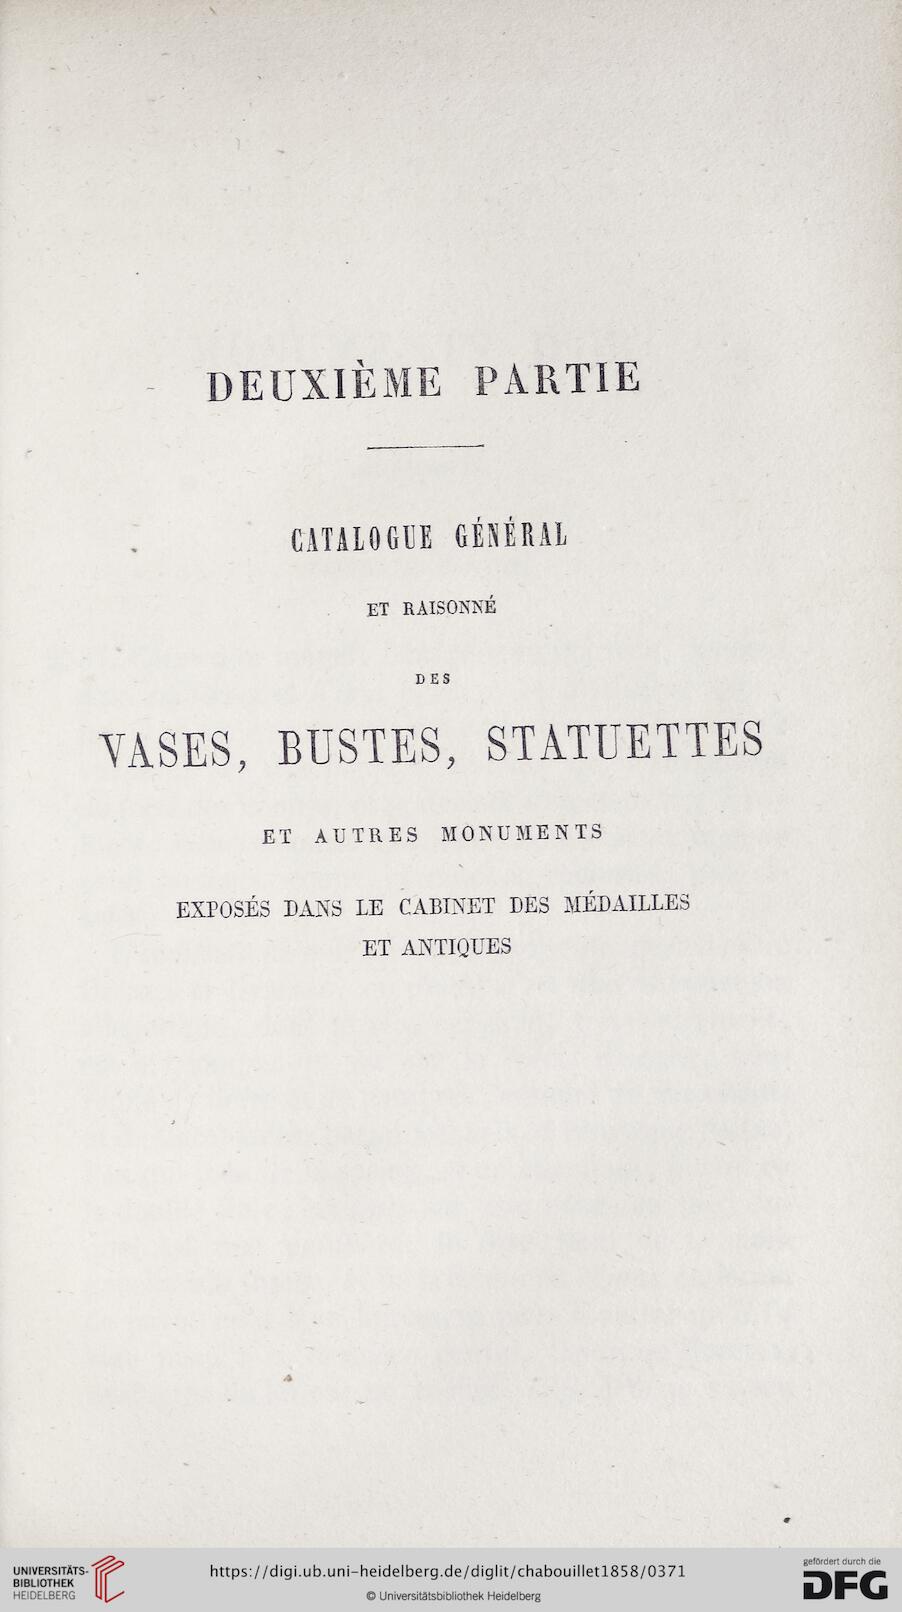 DEUXIÈME PARTIE
CATALOGUE GÉNÉRAL
ET RAISONNÉ
DES
VASES, BUSTES, STATUETTES
ET AUTRES MONUMENTS
EXPOSÉS DANS LE CABINET DES MÉDAILLES
ET ANTIQUES
UNIVERSITÄTS-
BIBLIOTHEK
HEIDELBERG
https://digi.ub.uni-heidelberg.de/diglit/chabouillet1858/0371
© Universitätsbibliothek Heidelberg
gefördert durch die
DFG